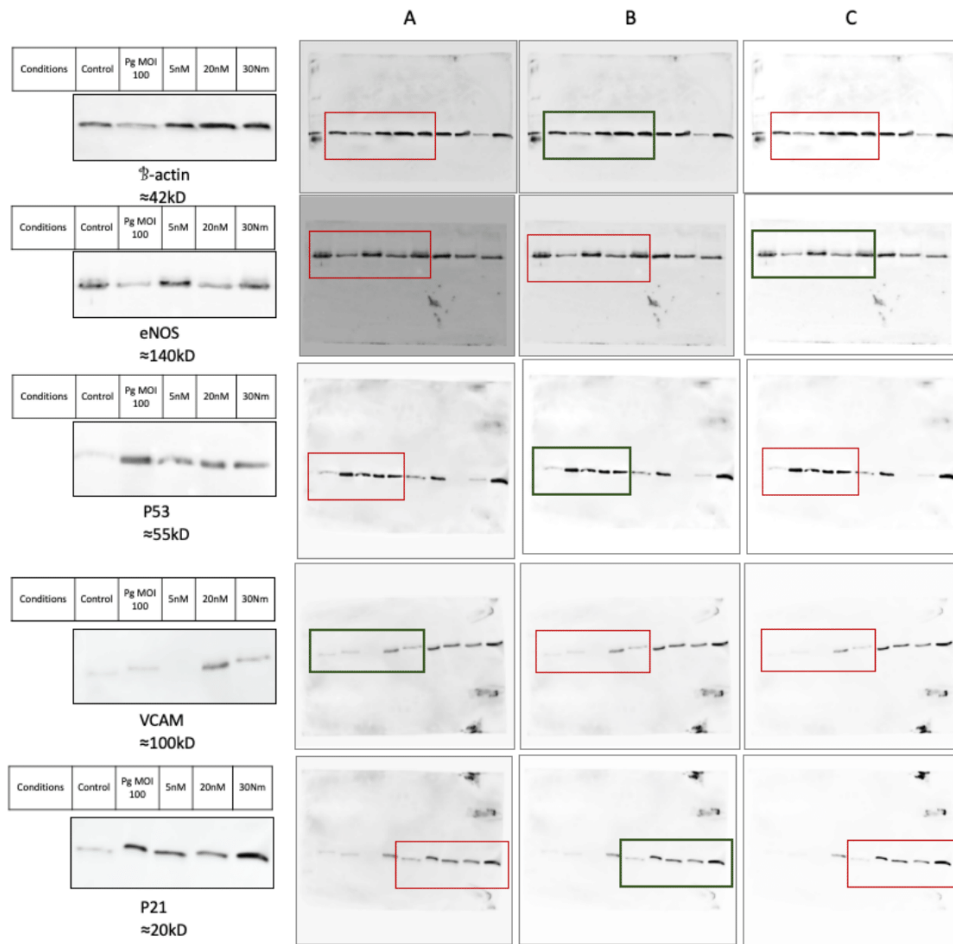 A B C
Conditions Control Pg MOI 100 5nM 20nM 30Nm
ℬ-actin
≈42kD
Conditions Control Pg MOI 100 5nM 20nM 30Nm
eNOS
≈140kD
Conditions Control Pg MOI 100 5nM 20nM 30Nm
P53
≈55kD
Conditions Control Pg MOI 100 5nM 20nM 30Nm
VCAM
≈100kD
Conditions Control Pg MOI 100 5nM 20nM 30Nm
P21
≈20kD